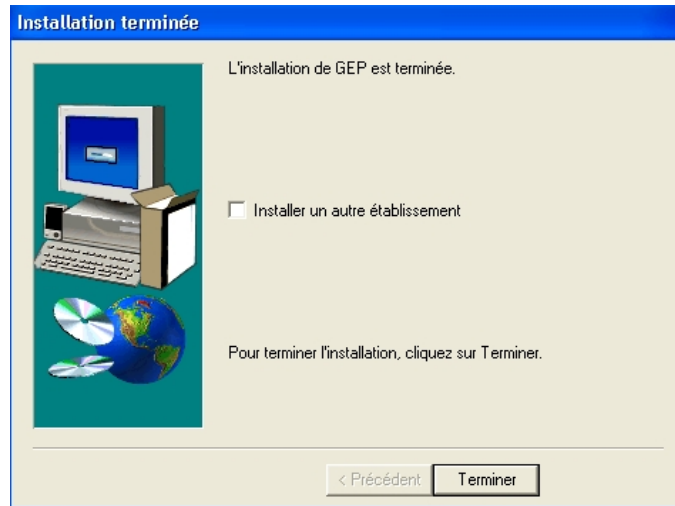 Installation terminée
L'installation de GEP est terminée.
Installer un autre établissement
Pour terminer l'installation, cliquez sur Terminer.
< Précédent
Terminer